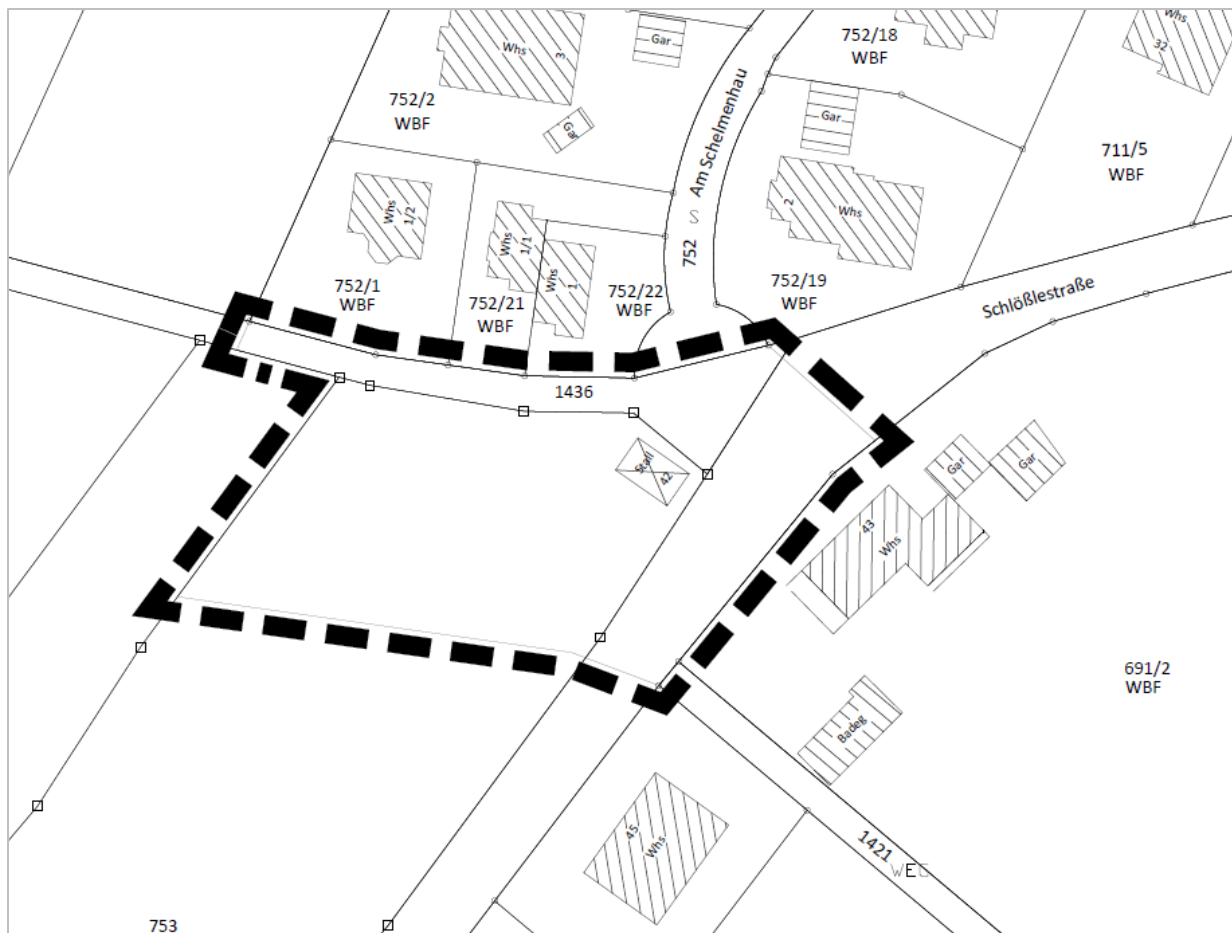 Whs
3
Gar
752/18
WBF
Whs
32
752/2
WBF
Gar
Am Schelmenhau
Gar
711/5
WBF
Whs
1/2
Whs
1/1
Whs
1
S
752
2
Whs
752/1
WBF
752/21
WBF
752/22
WBF
752/19
WBF
Schlößlestraße
1436
Stall
42
Gar
Gar
43
Whs
691/2
WBF
Badeg
45
Whs
1421
WEG
753